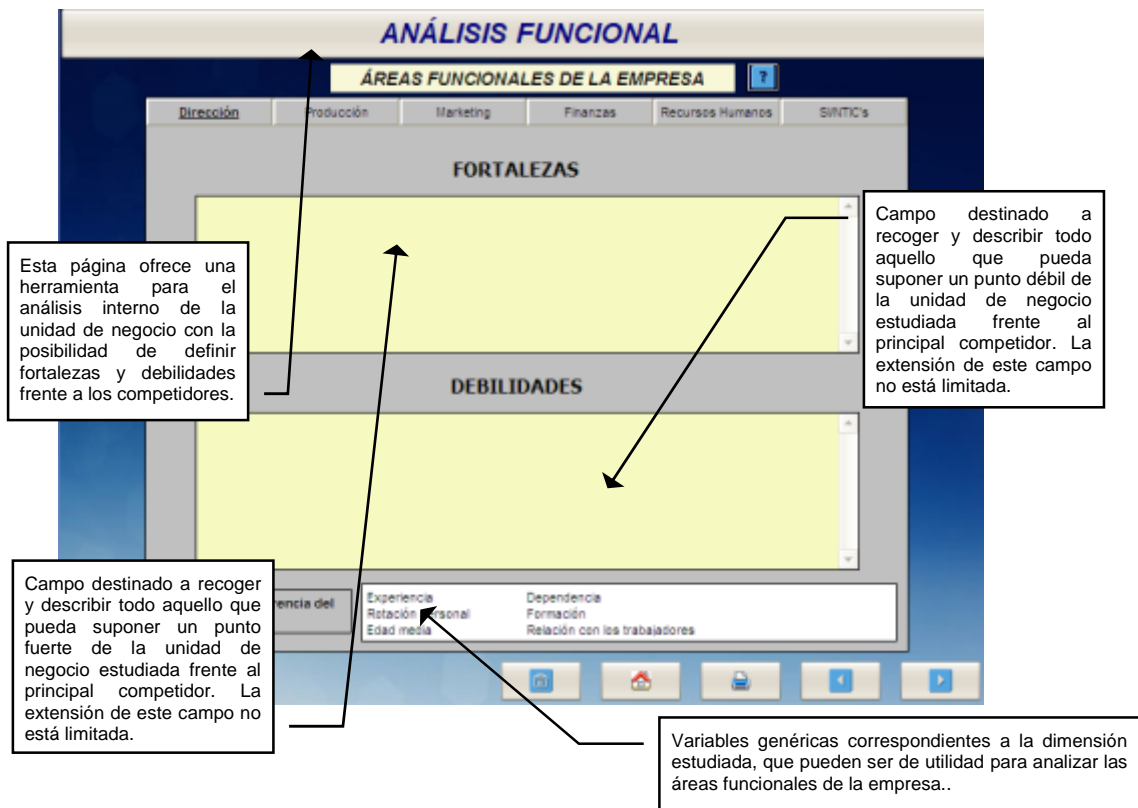 ANÁLISIS FUNCIONAL
ÁREAS FUNCIONALES DE LA EMPRESA
?
Dirección Producción Marketing Finanzas Recursos Humanos SI/NTIC's
FORTALEZAS
Campo destinado a
recoger y describir todo
aquello que pueda
suponer un punto débil de
la unidad de negocio
estudiada frente al
principal competidor. La
extensión de este campo
no está limitada.
Esta página ofrece una
herramienta para el
análisis interno de la
unidad de negocio con la
posibilidad de definir
fortalezas y debilidades
frente a los competidores.
DEBILIDADES
Campo destinado a recoger
y describir todo aquello que
pueda suponer un punto
fuerte de la unidad de
negocio estudiada frente al
principal competidor. La
extensión de este campo no
está limitada.
del
Experiencia Dependencia
Rotación personal Formación
Edad media Relación con los trabajadores
Variables genéricas correspondientes a la dimensión
estudiada, que pueden ser de utilidad para analizar las
áreas funcionales de la empresa..